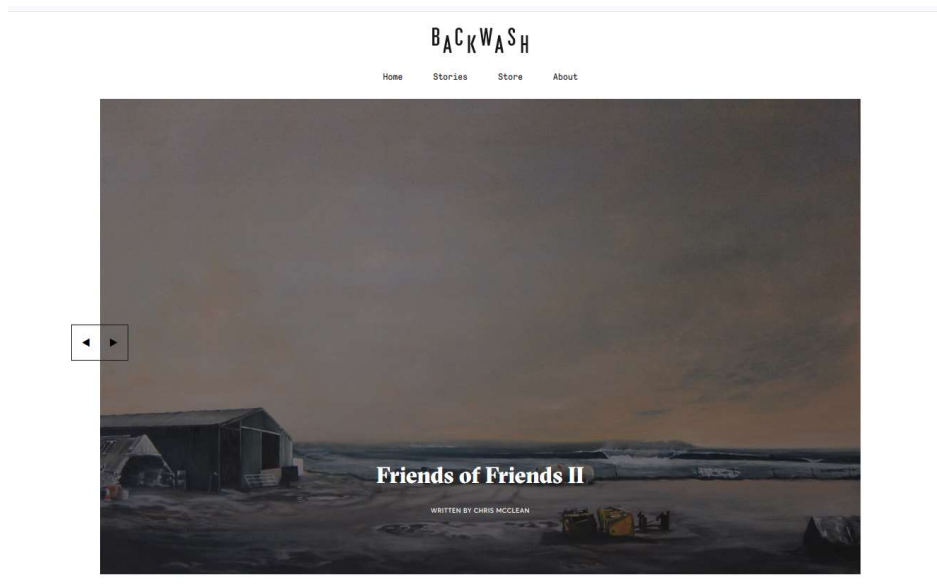 BACKWASH
Home Stories Store About
Friends of Friends II
WRITTEN BY CHRIS MCCLEAN